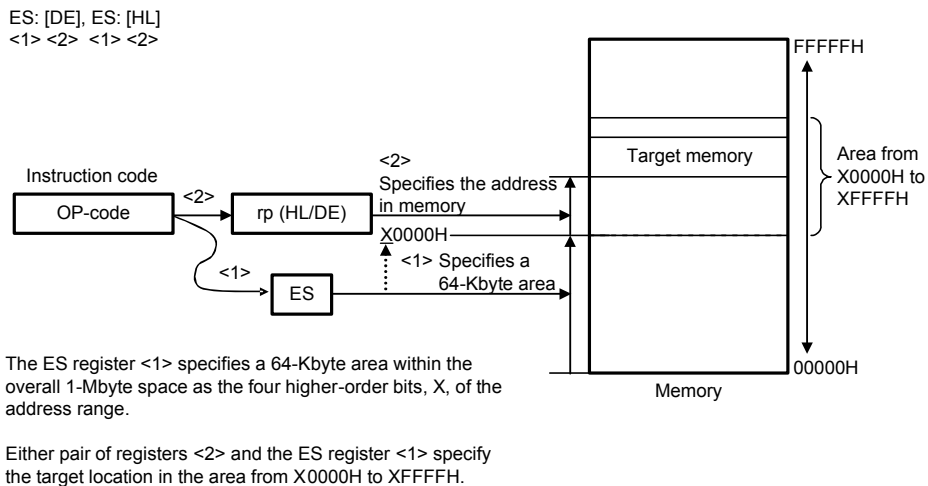 ES: [DE], ES: [HL]
<1> <2> <1> <2>
FFFFFH
Target memory
Area from
X0000H to
XFFFFH
<2>
Specifies the address
in memory
Instruction code
OP-code
<2>
rp (HL/DE)
X0000H
<1> Specifies a
64-Kbyte area
<1>
ES
00000H
Memory
The ES register <1> specifies a 64-Kbyte area within the
overall 1-Mbyte space as the four higher-order bits, X, of the
address range.
Either pair of registers <2> and the ES register <1> specify
the target location in the area from X0000H to XFFFFH.